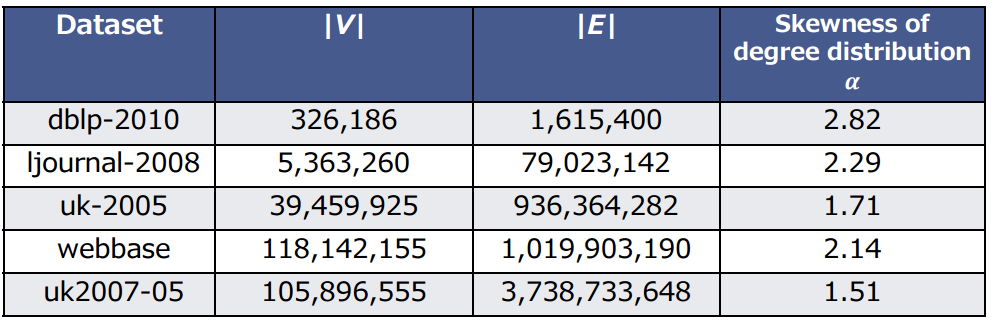 Dataset |V| |E| Skewness of
degree distribution
α
dblp-2010 326,186 1,615,400 2.82
ljournal-2008 5,363,260 79,023,142 2.29
uk-2005 39,459,925 936,364,282 1.71
webbase 118,142,155 1,019,903,190 2.14
uk2007-05 105,896,555 3,738,733,648 1.51